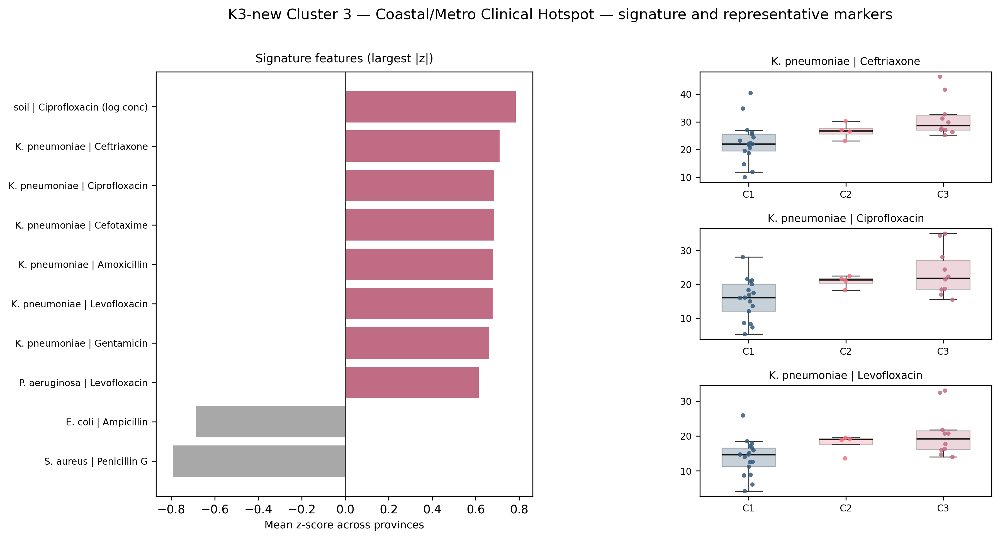 K3-new Cluster 3 — Coastal/Metro Clinical Hotspot — signature and representative markers
Signature features (largest |z|)
soil | Ciprofloxacin (log conc)
K. pneumoniae | Ceftriaxone
K. pneumoniae | Ciprofloxacin
K. pneumoniae | Cefotaxime
K. pneumoniae | Amoxicillin
K. pneumoniae | Levofloxacin
K. pneumoniae | Gentamicin
P. aeruginosa | Levofloxacin
E. coli | Ampicillin
S. aureus | Penicillin G
−0.8 −0.6 −0.4 −0.2 0.0 0.2 0.4 0.6 0.8
Mean z-score across provinces
K. pneumoniae | Ceftriaxone
40
30
20
10
C1 C2 C3
K. pneumoniae | Ciprofloxacin
30
20
10
C1 C2 C3
K. pneumoniae | Levofloxacin
30
20
10
C1 C2 C3